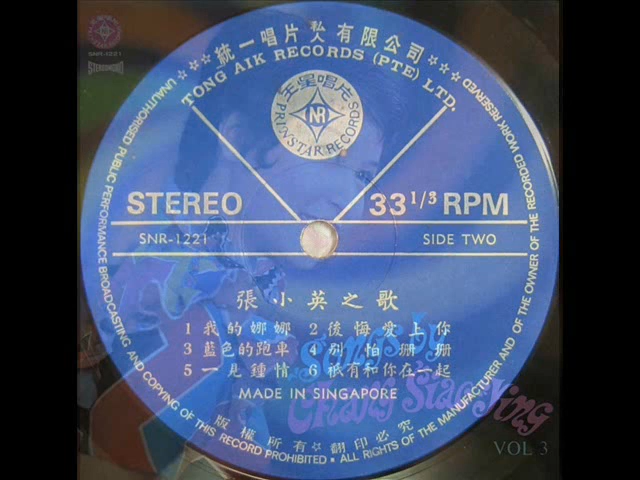 SNR-1221
STEREO
☆統一唱片私人有限公司☆
TONG AIK RECORDS (PTE) LTD.
王星唱片
NR
PRINSTAR RECORDS
STEREO
33 1/3 RPM
SNR-1221
SIDE TWO
張小英之歌
1 我的娜娜 2 後悔愛上你
3 藍色的跑車 4 別怕珊珊
5 一見鍾情 6 祇有和你在一起
MADE IN SINGAPORE
版權所有☆翻印必究
☆ UNAUTHORISED PUBLIC PERFORMANCE BROADCASTING AND COPYING OF THIS RECORD PROHIBITED • ALL RIGHTS OF THE MANUFACTURER AND OF THE OWNER OF THE RECORDED WORK RESERVED ☆
Songs by
Chang Siao Ying
VOL 3